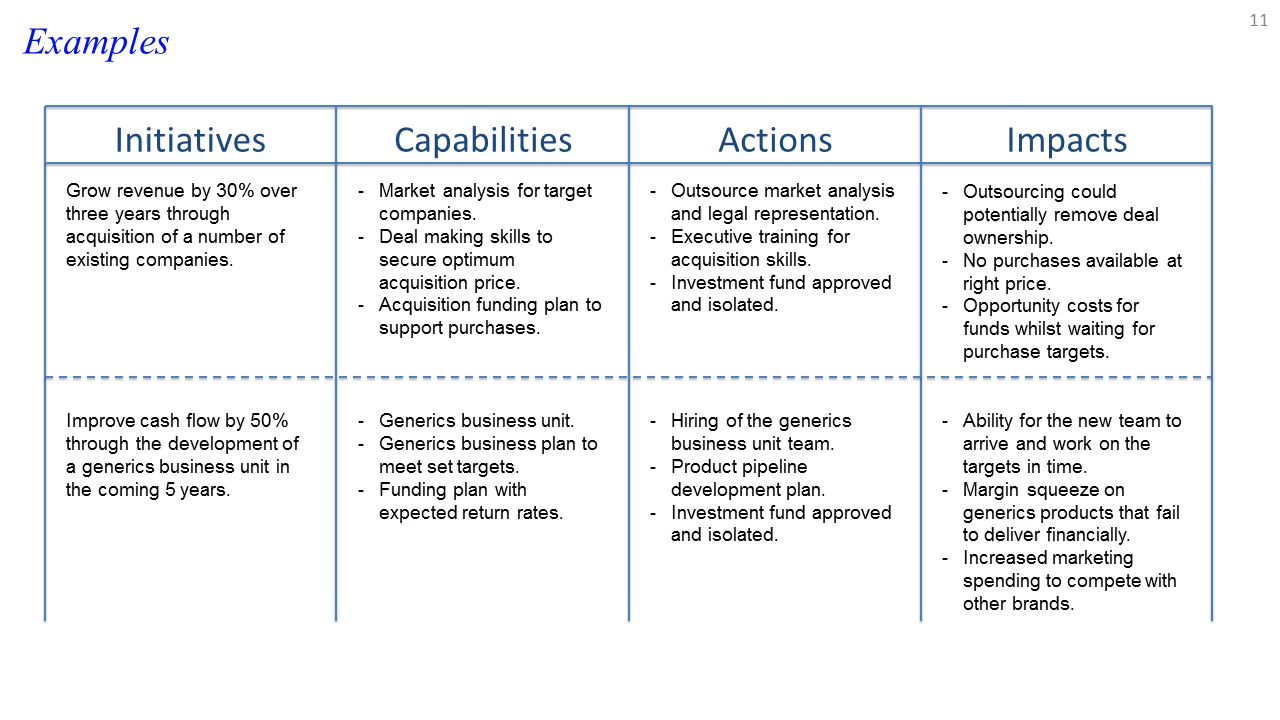 11
Examples
Initiatives
Capabilities
Actions
Impacts
Grow revenue by 30% over
three years through
acquisition of a number of
existing companies.
- Market analysis for target
companies.
- Deal making skills to
secure optimum
acquisition price.
- Acquisition funding plan to
support purchases.
- Outsource market analysis
and legal representation.
- Executive training for
acquisition skills.
- Investment fund approved
and isolated.
- Outsourcing could
potentially remove deal
ownership.
- No purchases available at
right price.
- Opportunity costs for
funds whilst waiting for
purchase targets.
Improve cash flow by 50%
through the development of
a generics business unit in
the coming 5 years.
- Generics business unit.
- Generics business plan to
meet set targets.
- Funding plan with
expected return rates.
- Hiring of the generics
business unit team.
- Product pipeline
development plan.
- Investment fund approved
and isolated.
- Ability for the new team to
arrive and work on the
targets in time.
- Margin squeeze on
generics products that fail
to deliver financially.
- Increased marketing
spending to compete with
other brands.